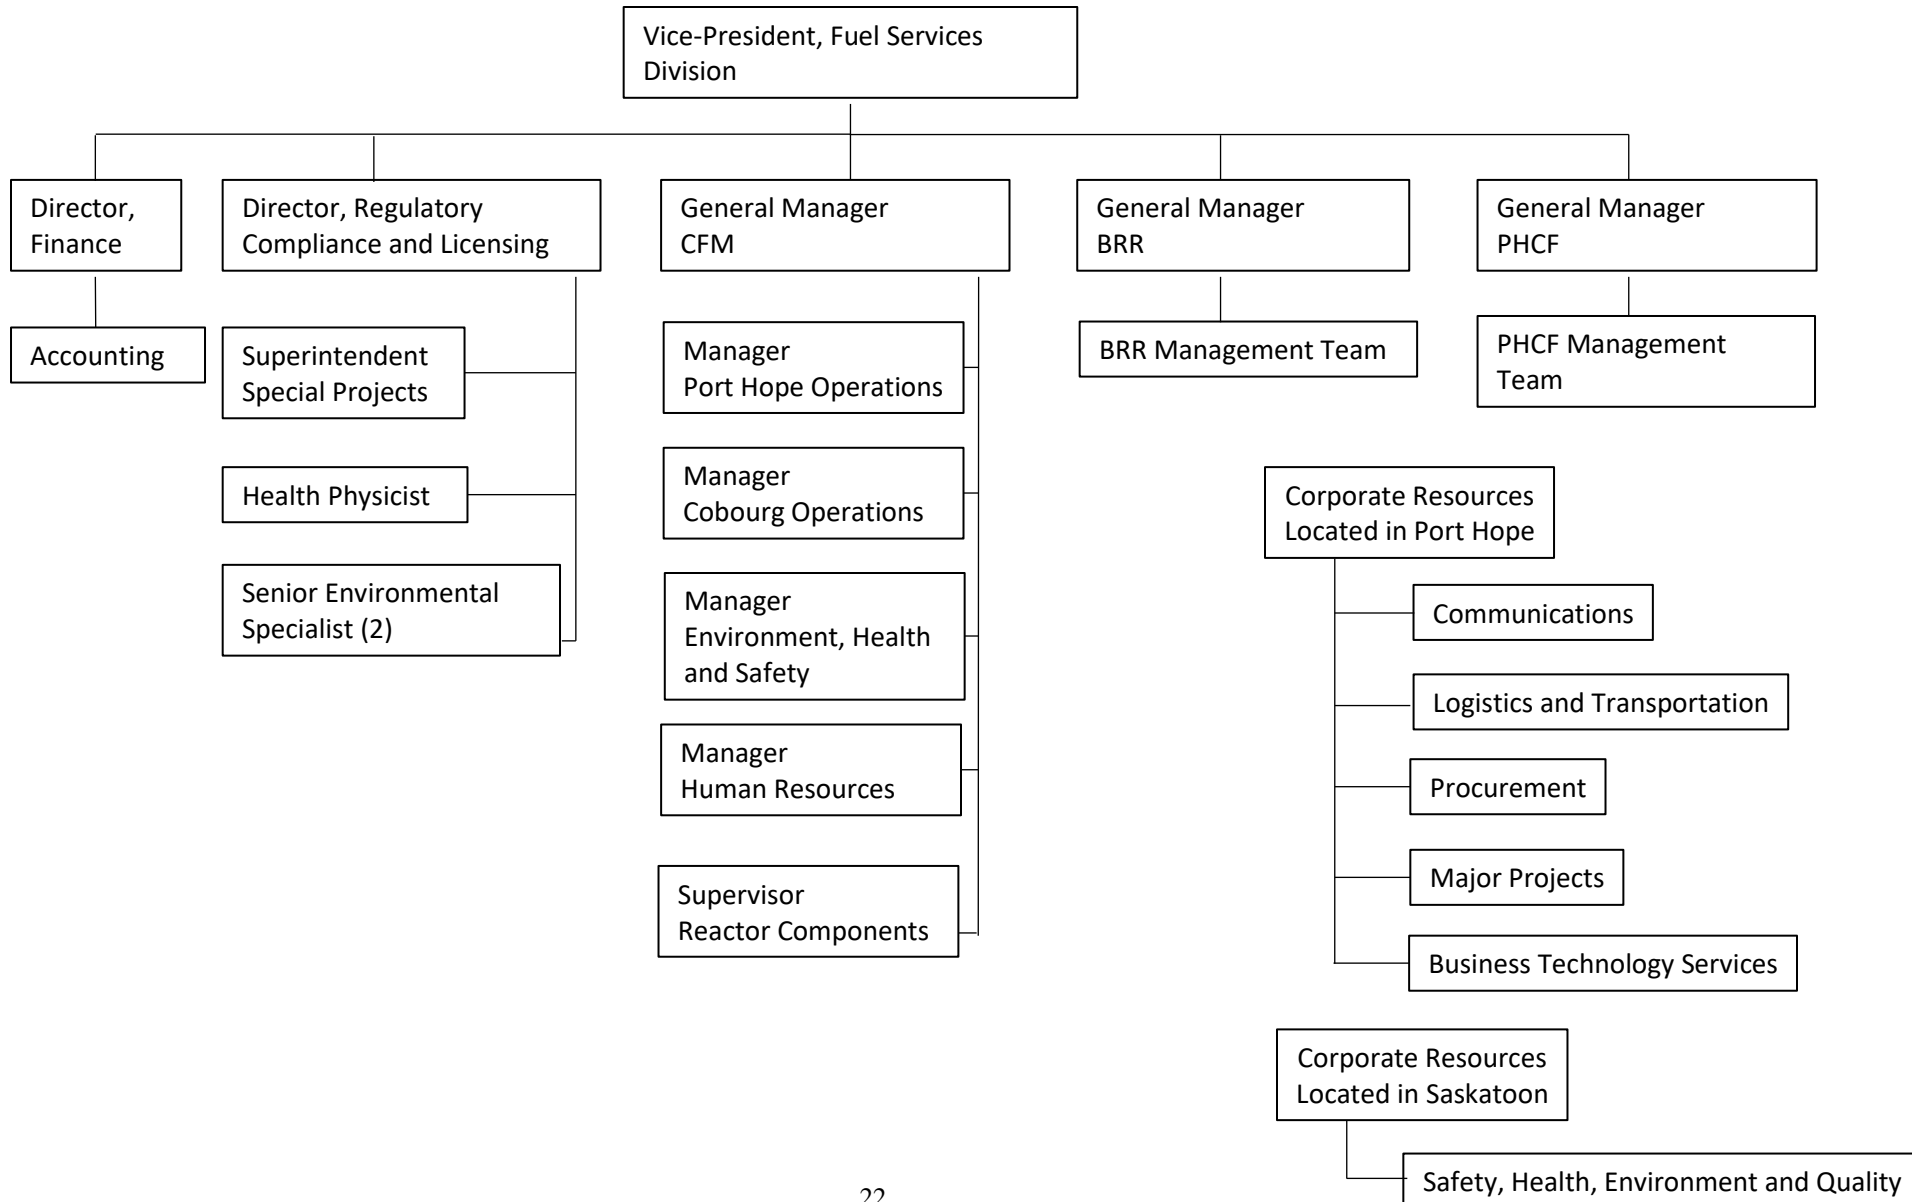 Vice-President, Fuel Services
Division
Director,
Finance
Director, Regulatory
Compliance and Licensing
General Manager
CFM
General Manager
BRR
General Manager
PHCF
Accounting
Superintendent
Special Projects
Health Physicist
Senior Environmental
Specialist (2)
Manager
Port Hope Operations
Manager
Cobourg Operations
Manager
Environment, Health
and Safety
Manager
Human Resources
Supervisor
Reactor Components
BRR Management Team
PHCF Management
Team
Corporate Resources
Located in Port Hope
Communications
Logistics and Transportation
Procurement
Major Projects
Business Technology Services
Corporate Resources
Located in Saskatoon
Safety, Health, Environment and Quality
22